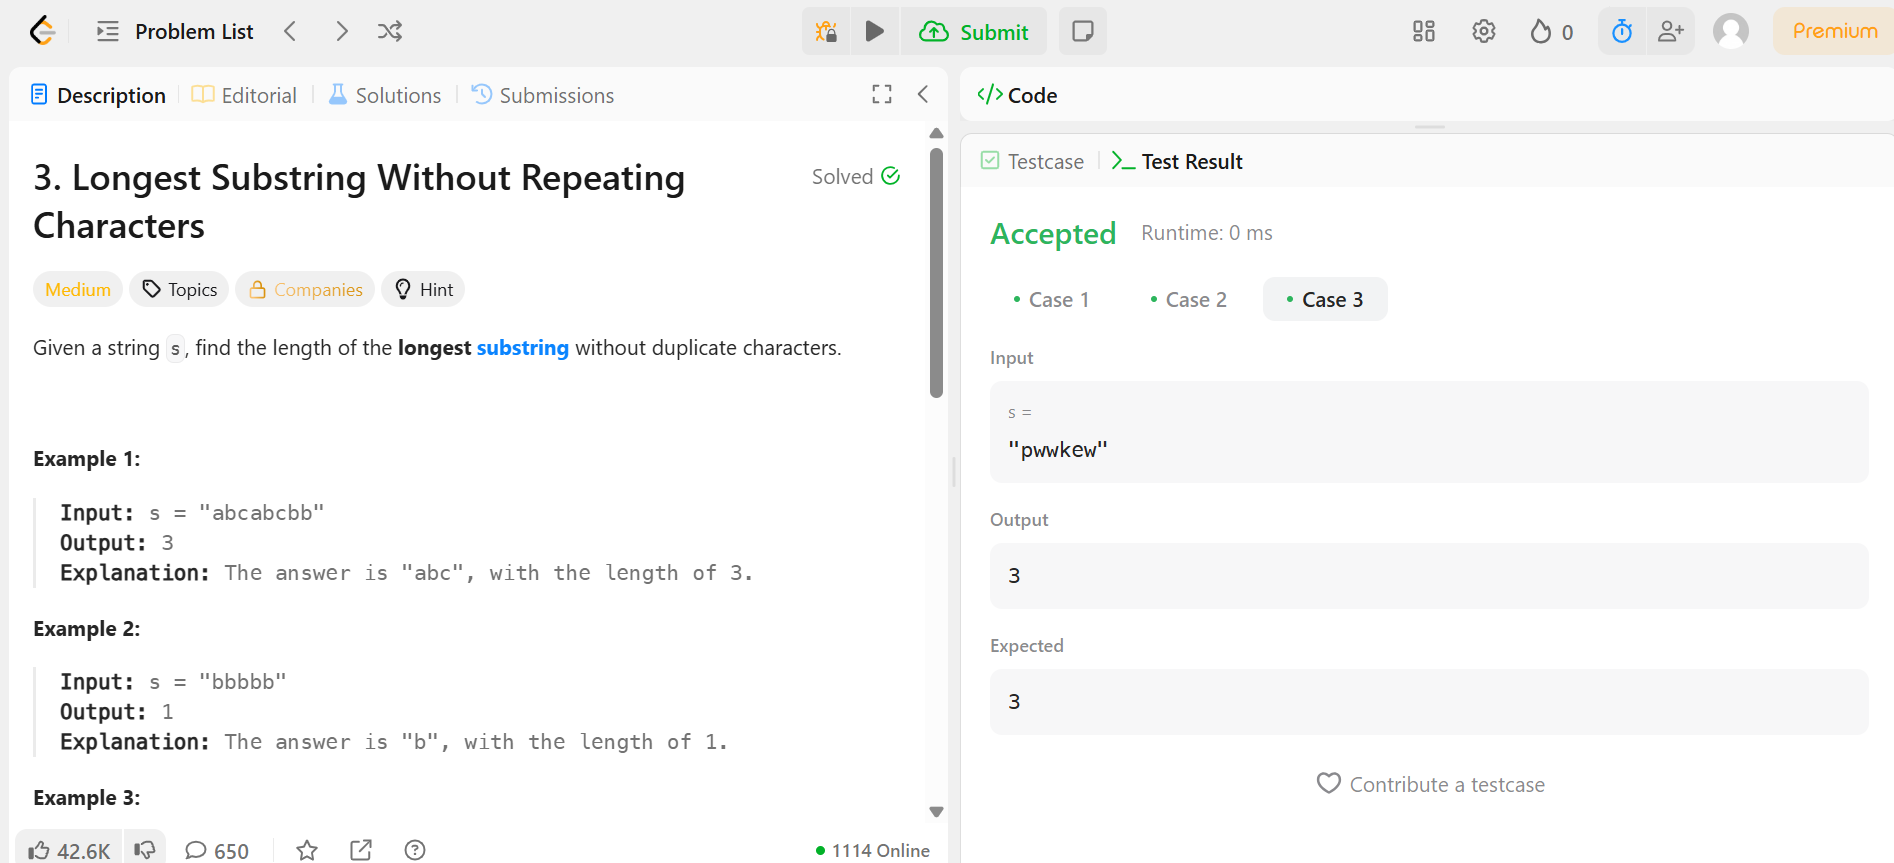 Problem List
Submit
0
Premium
Description
Editorial
Solutions
Submissions
3. Longest Substring Without Repeating
Characters
Solved
Medium
Topics
Companies
Hint
Given a string s, find the length of the longest substring without duplicate characters.
Example 1:
Input: s = "abcabcbb"
Output: 3
Explanation: The answer is "abc", with the length of 3.
Example 2:
Input: s = "bbbbb"
Output: 1
Explanation: The answer is "b", with the length of 1.
Example 3:
42.6K
650
1114 Online
</> Code
Testcase
Test Result
Accepted
Runtime: 0 ms
Case 1
Case 2
Case 3
Input
s =
"pwwkew"
Output
3
Expected
3
Contribute a testcase